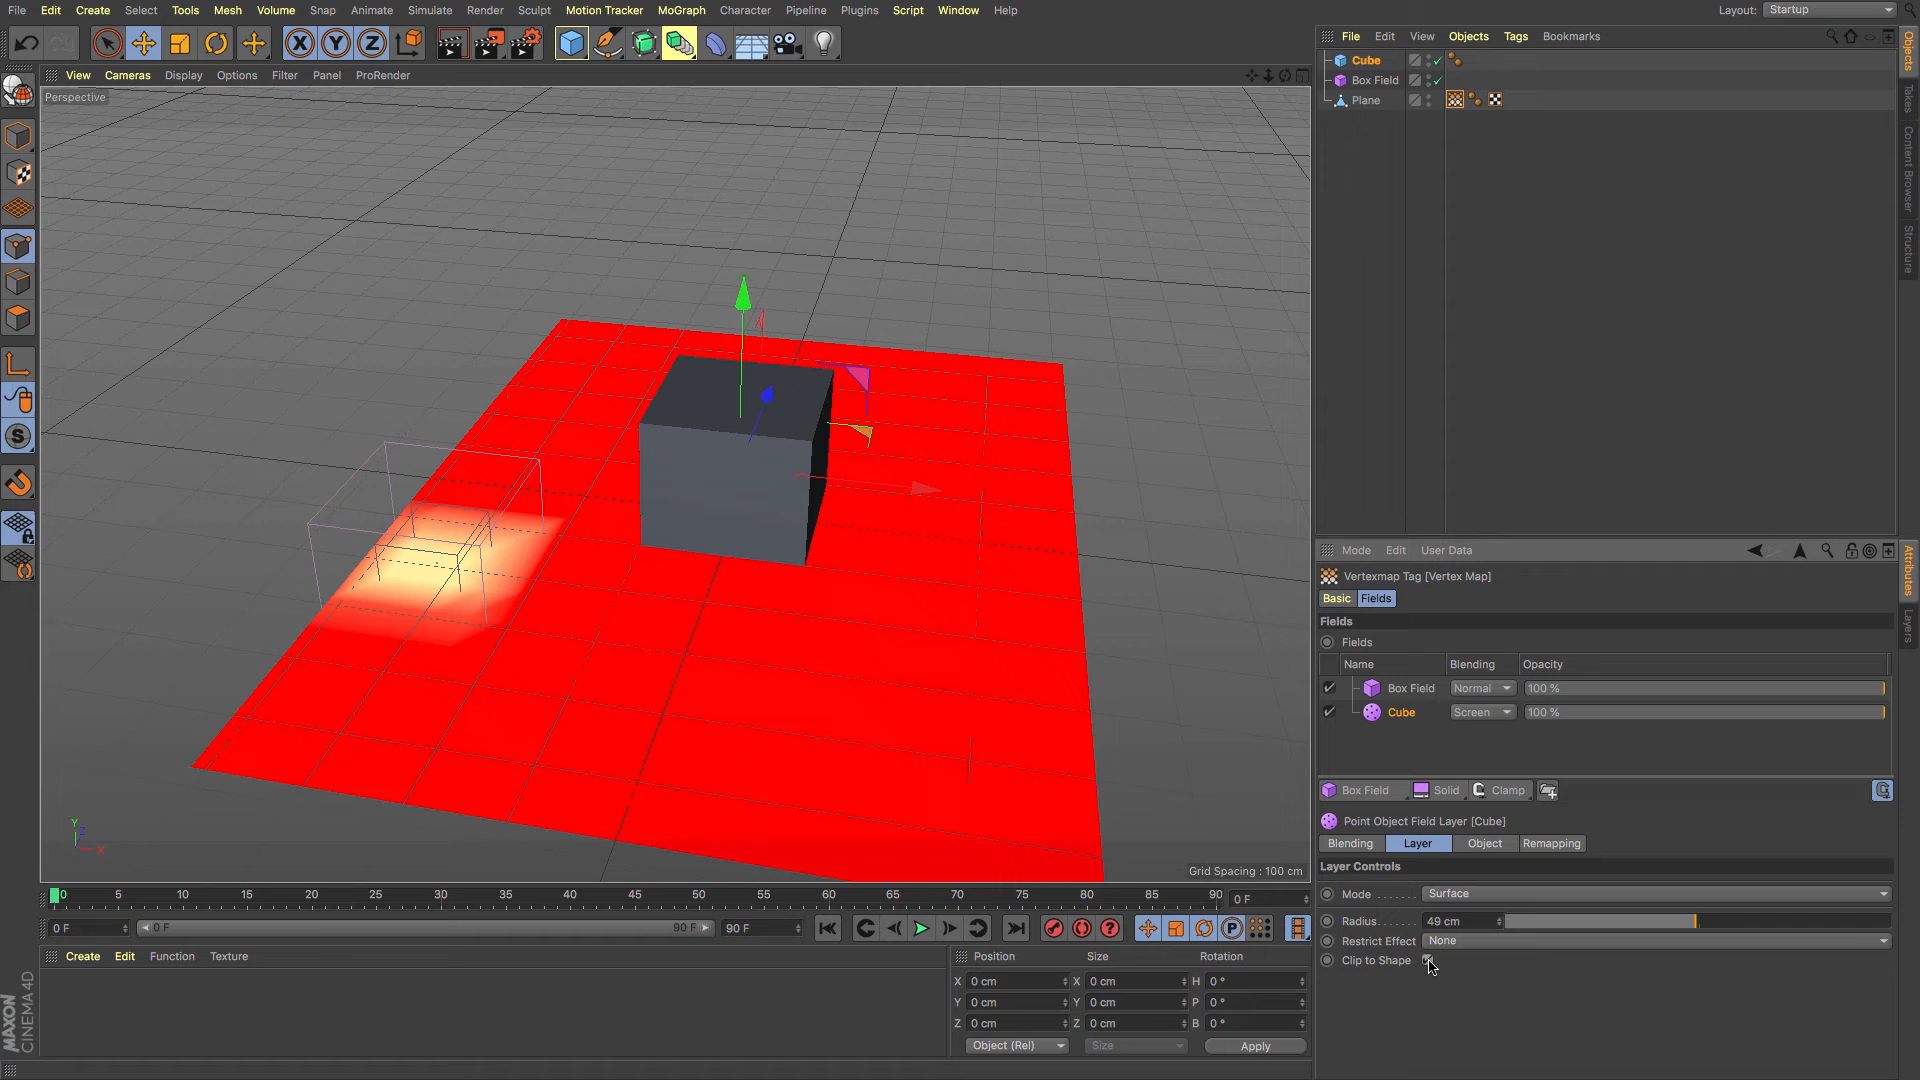 File Edit Create Select Tools Mesh Volume Snap Animate Simulate Render Sculpt Motion Tracker MoGraph Character Pipeline Plugins Script Window Help
Layout: Startup
X Y Z
View Cameras Display Options Filter Panel ProRender
Perspective
Y
Z
X
Grid Spacing : 100 cm
0 5 10 15 20 25 30 35 40 45 50 55 60 65 70 75 80 85 90 0 F
0 F 0 F 90 F 90 F
P
Create Edit Function Texture
Position Size Rotation
X 0 cm X 0 cm H 0 °
Y 0 cm Y 0 cm P 0 °
Z 0 cm Z 0 cm B 0 °
Object (Rel) Size Apply
MAXON
CINEMA 4D
File Edit View Objects Tags Bookmarks
Cube
Box Field
Plane
Objects
Takes
Content Browser
Structure
Mode Edit User Data
Vertexmap Tag [Vertex Map]
Basic Fields
Fields
Fields
Name Blending Opacity
Box Field Normal 100 %
Cube Screen 100 %
Box Field Solid Clamp
Point Object Field Layer [Cube]
Blending Layer Object Remapping
Layer Controls
Mode Surface
Radius 49 cm
Restrict Effect None
Clip to Shape
Attributes
Layers